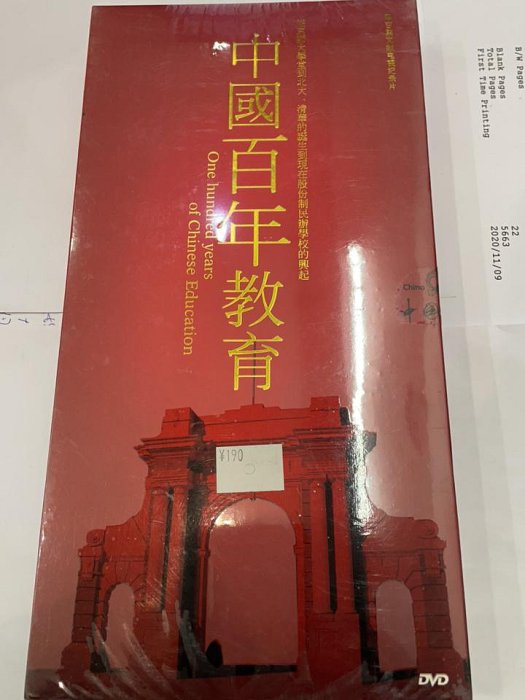 中國百年教育
One hundred years
of Chinese Education
清華的誕生到現在股份制民辦學校的興起
¥190
DVD
B/W Pages
Blank Pages 22
Total Pages 5663
First Time Printing 2020/11/09